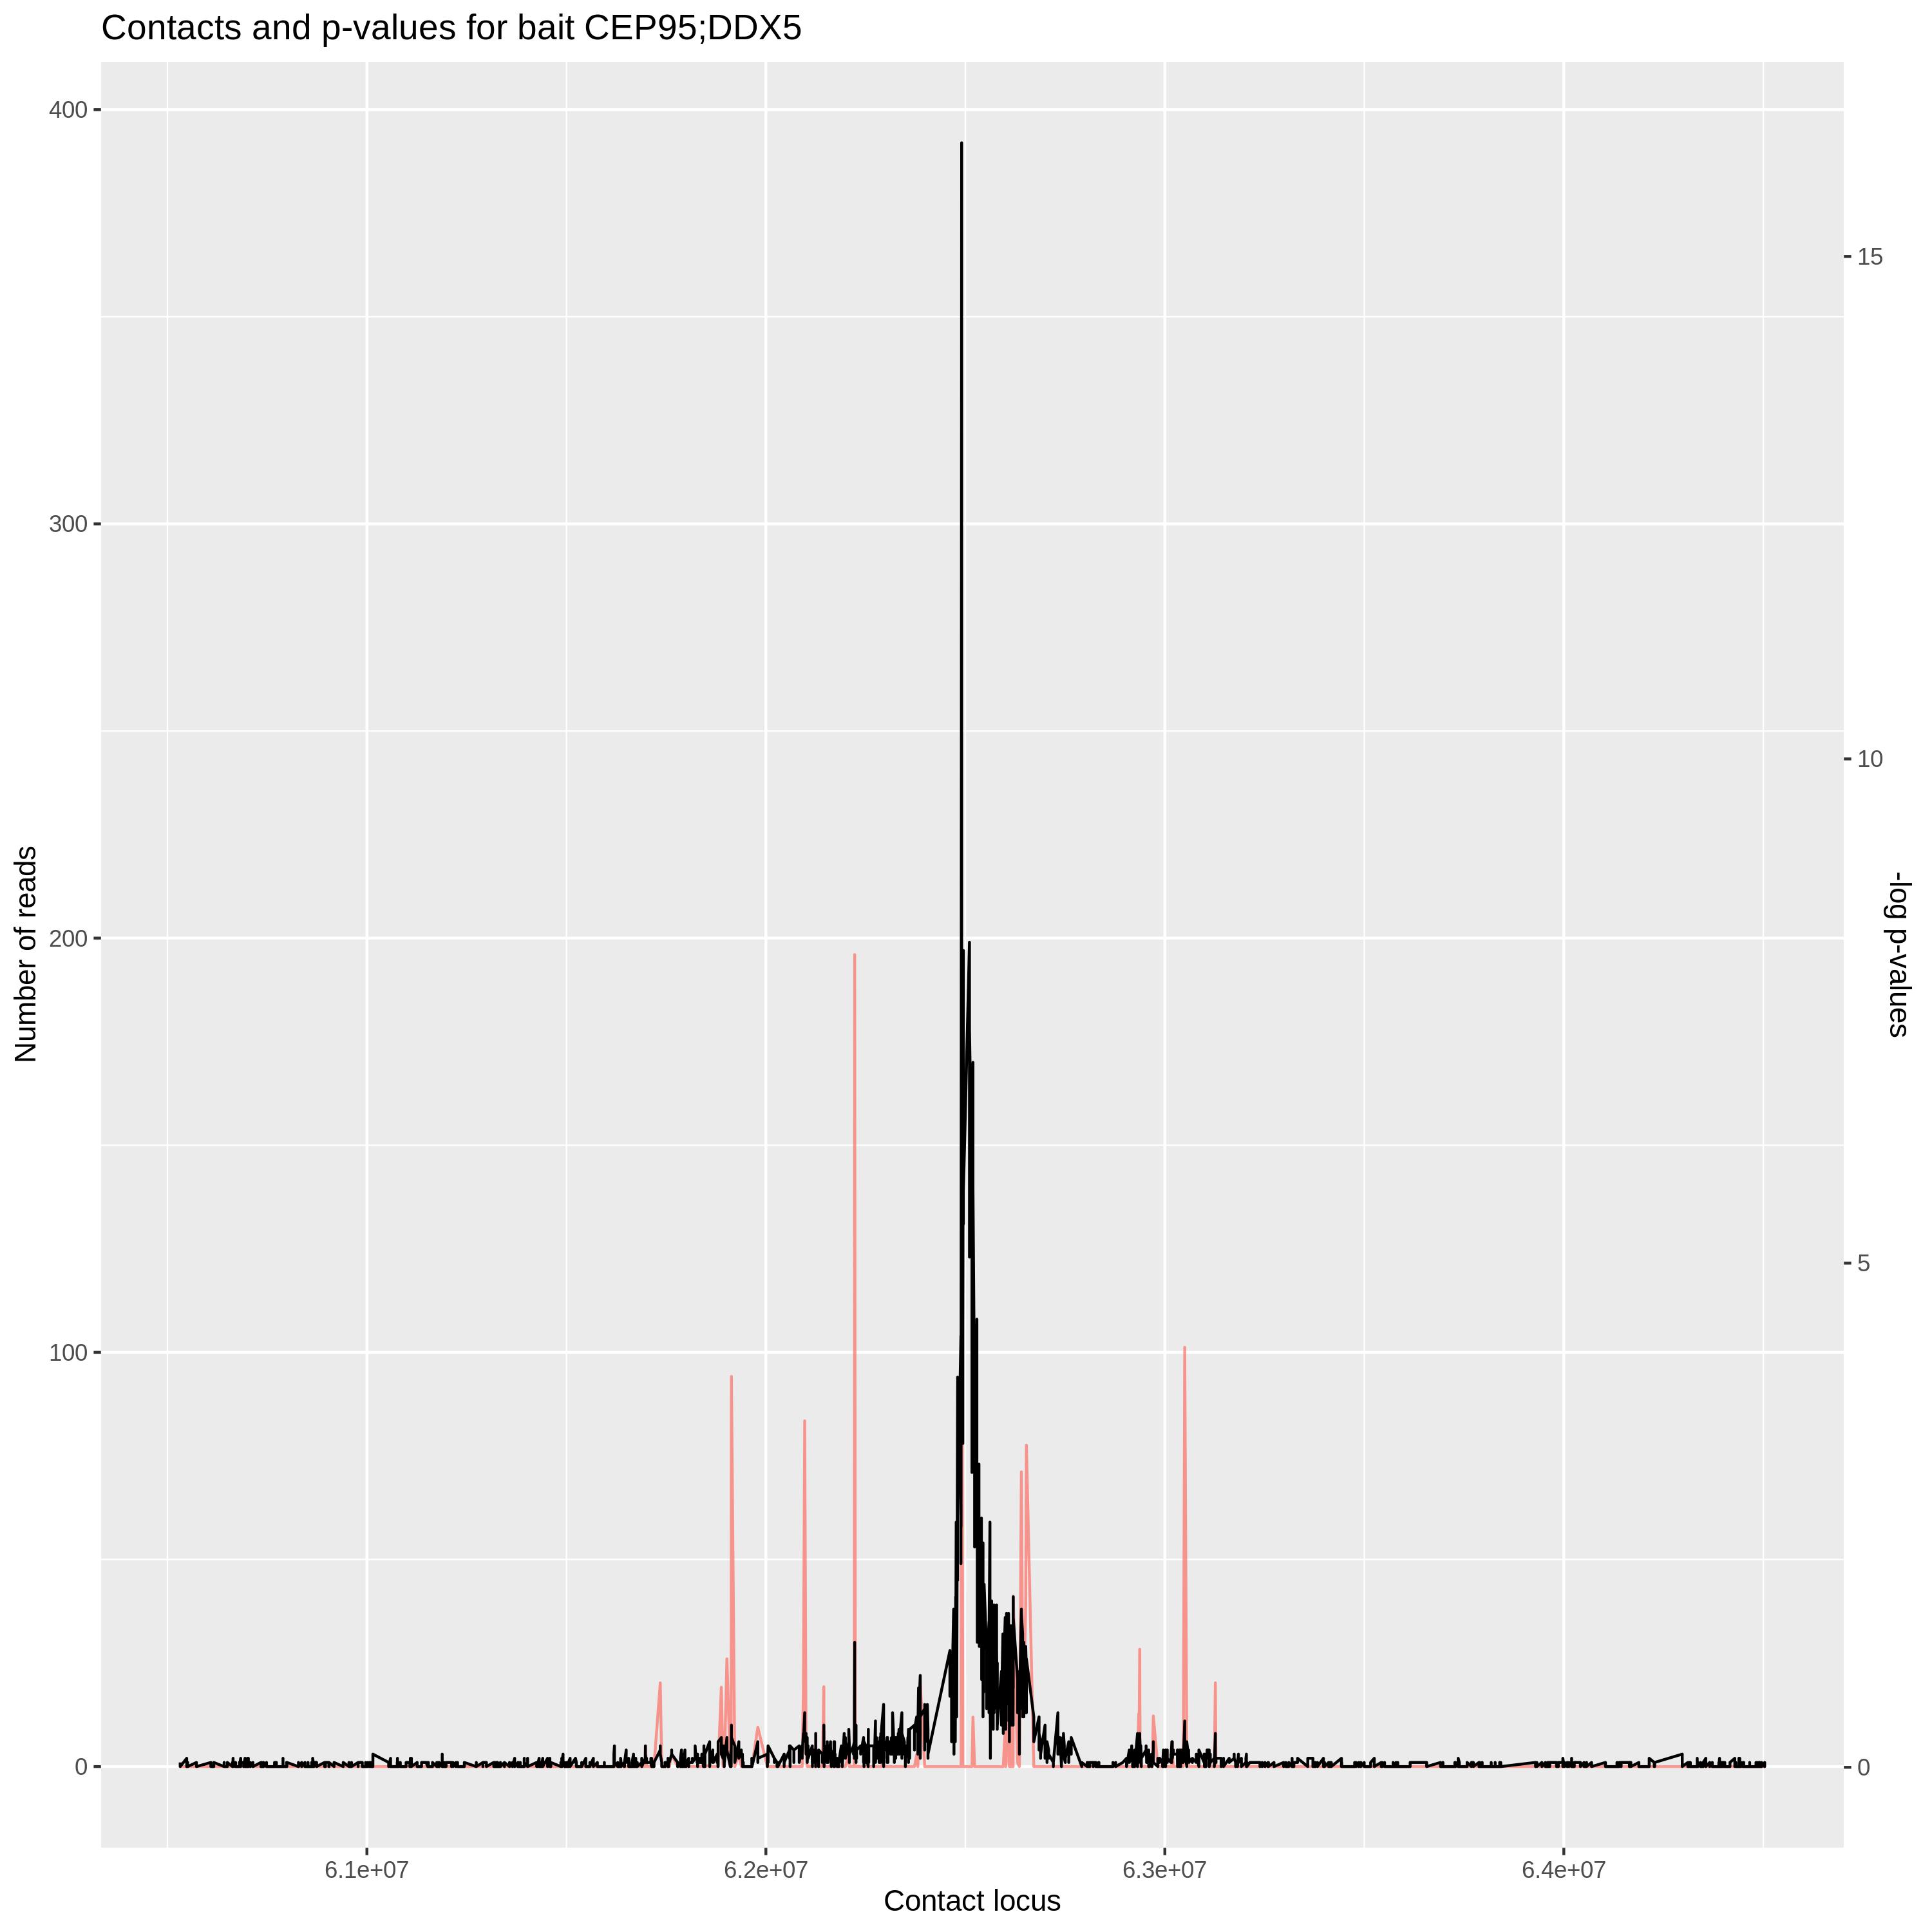 Contacts and p-values for bait CEP95;DDX5
400
300
200
100
0
Number of reads
15
10
5
0
-log p-values
6.1e+07 6.2e+07 6.3e+07 6.4e+07
Contact locus